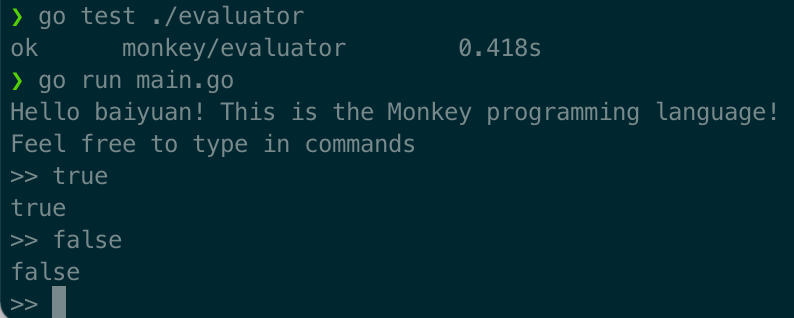 ❯ go test ./evaluator
ok      monkey/evaluator        0.418s
❯ go run main.go
Hello baiyuan! This is the Monkey programming language!
Feel free to type in commands
>> true
true
>> false
false
>>